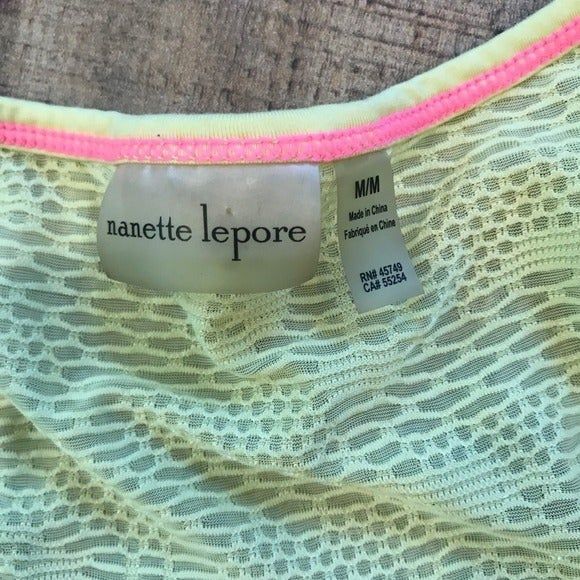 nanette lepore
M/M
Made in China
Fabriqué en Chine
RN# 45749
CA# 55254